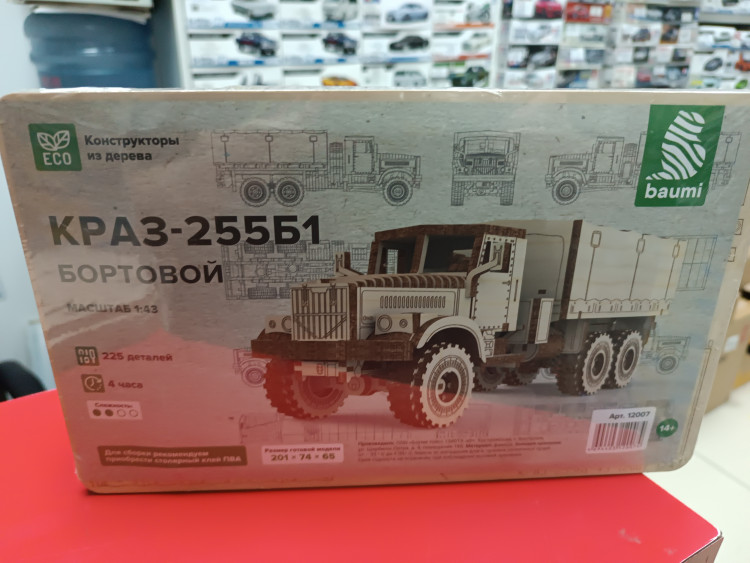 ECO
Конструкторы
из дерева
baumi
КРАЗ-255Б1
БОРТОВОЙ
МАСШТАБ 1:43
225 деталей
4 часа
Сложность:
Для сборки рекомендуем
приобрести столярный клей ПВА
Размер готовой модели
201 × 74 × 65
Арт. 12007
14+